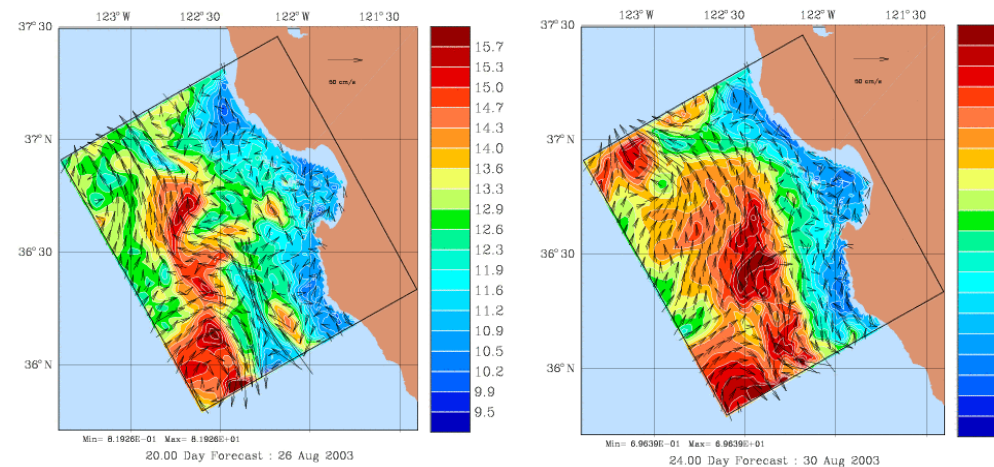 123°W 122°30' 122°W 121°30'
37°30'
37°N
36°30'
36°N
50 cm/s
15.7
15.3
15.0
14.7
14.3
14.0
13.6
13.3
12.9
12.6
12.3
11.9
11.6
11.2
10.9
10.5
10.2
9.9
9.5
Min= 8.1926E-01 Max= 8.1926E+01
20.00 Day Forecast : 26 Aug 2003
123°W 122°30' 122°W 121°30'
37°30'
37°N
36°30'
36°N
50 cm/s
Min= 6.9639E-01 Max= 6.9639E+01
24.00 Day Forecast : 30 Aug 2003